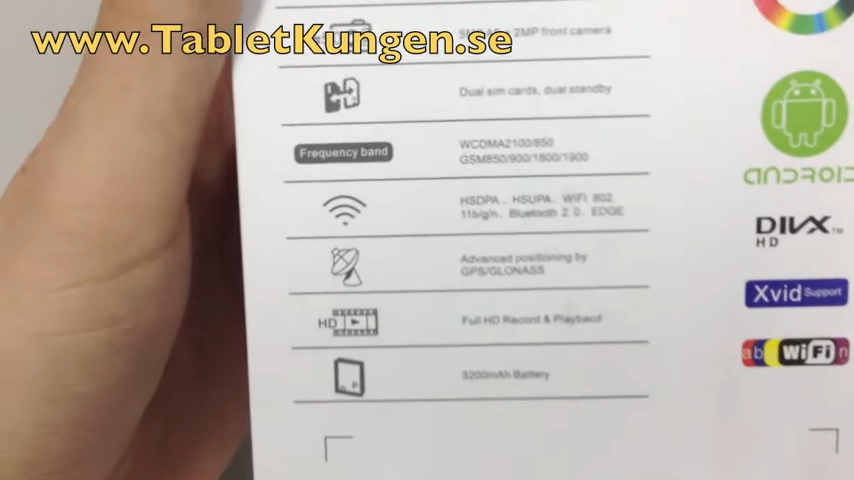 www.TabletKungen.se
2MP front camera
Dual sim cards, dual standby
Frequency band
WCDMA2100/850
GSM850/900/1800/1900
HSDPA、HSUPA、WIFI 802.
11b/g/n、Bluetooth 2.0、EDGE
Advanced positioning by
GPS/GLONASS
HD
Full HD Record & Playback
3200mAh Battery
ANDROID
DIVX™
HD
Xvid Support
ab WiFi n